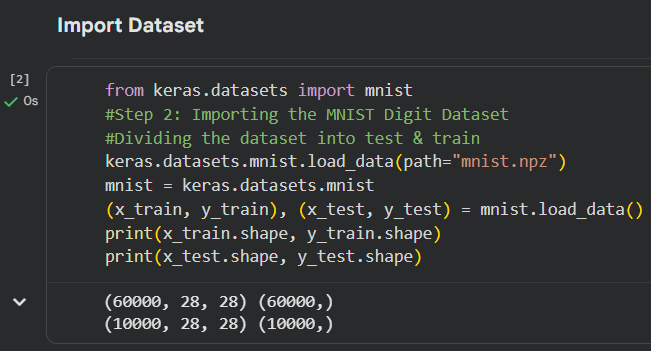 Import Dataset
[2]
0s
from keras.datasets import mnist
#Step 2: Importing the MNIST Digit Dataset
#Dividing the dataset into test & train
keras.datasets.mnist.load_data(path="mnist.npz")
mnist = keras.datasets.mnist
(x_train, y_train), (x_test, y_test) = mnist.load_data()
print(x_train.shape, y_train.shape)
print(x_test.shape, y_test.shape)
(60000, 28, 28) (60000,)
(10000, 28, 28) (10000,)